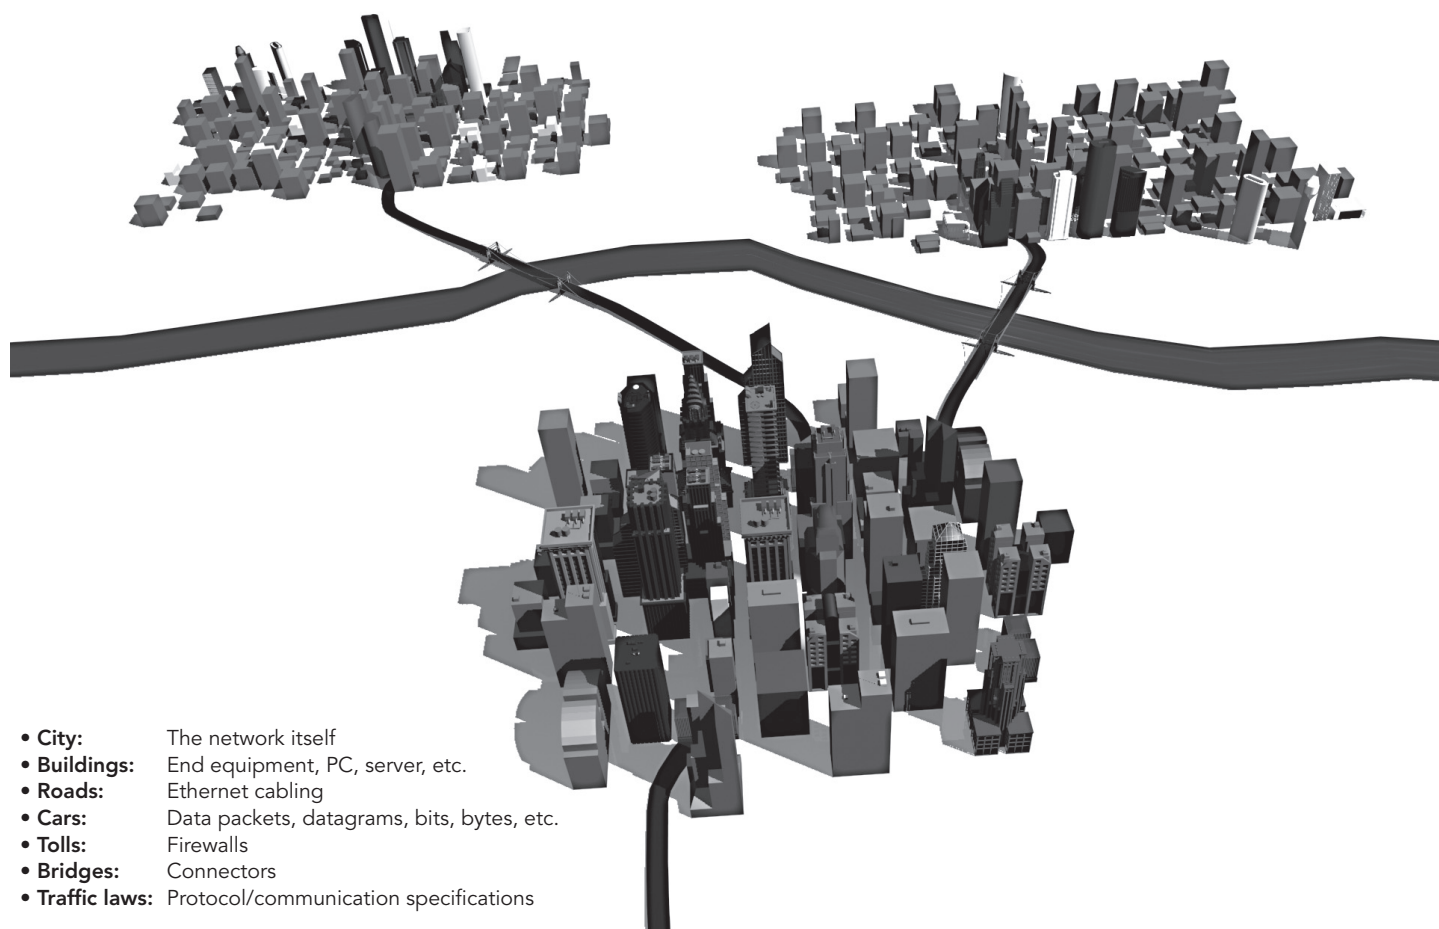 • City: The network itself
• Buildings: End equipment, PC, server, etc.
• Roads: Ethernet cabling
• Cars: Data packets, datagrams, bits, bytes, etc.
• Tolls: Firewalls
• Bridges: Connectors
• Traffic laws: Protocol/communication specifications